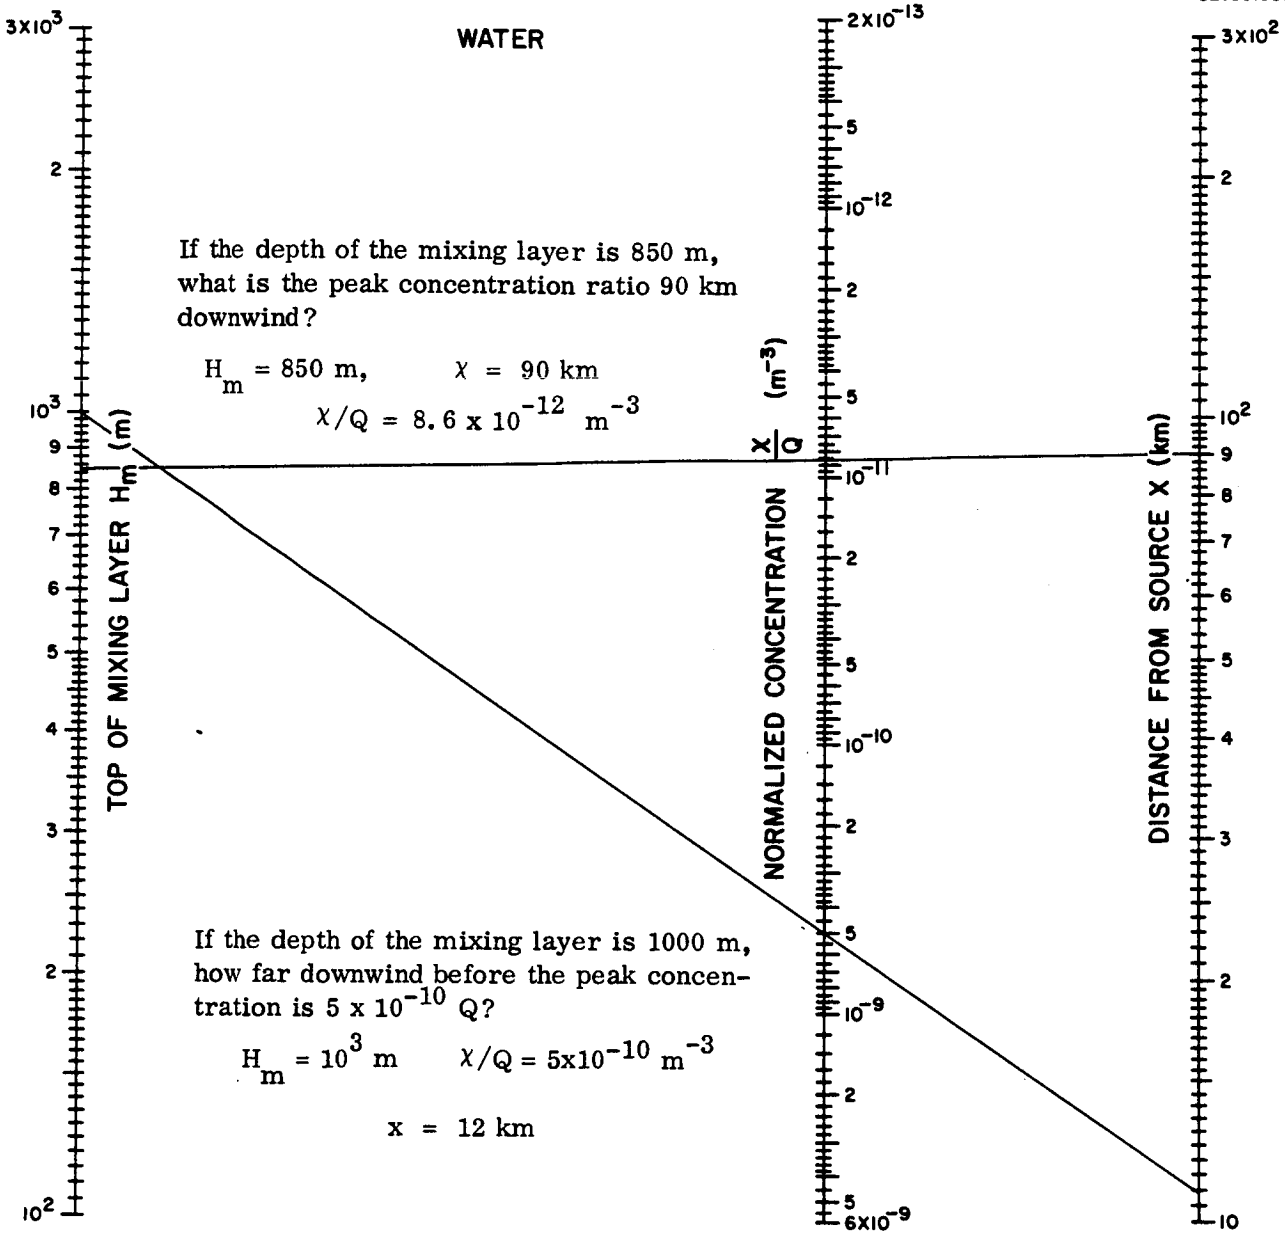 WATER
3X10³
2
10³
9
8
7
6
5
4
3
2
10²
TOP OF MIXING LAYER Hm (m)
If the depth of the mixing layer is 850 m,
what is the peak concentration ratio 90 km
downwind?
Hm = 850 m, χ = 90 km
χ/Q = 8.6 x 10⁻¹² m⁻³
If the depth of the mixing layer is 1000 m,
how far downwind before the peak concen-
tration is 5 x 10⁻¹⁰ Q?
Hm = 10³ m χ/Q = 5x10⁻¹⁰ m⁻³
x = 12 km
NORMALIZED CONCENTRATION χ/Q (m⁻³)
2X10⁻¹³
5
10⁻¹²
2
5
10⁻¹¹
2
5
10⁻¹⁰
2
5
10⁻⁹
2
5
6X10⁻⁹
DISTANCE FROM SOURCE X (km)
3X10²
2
10²
9
8
7
6
5
4
3
2
10